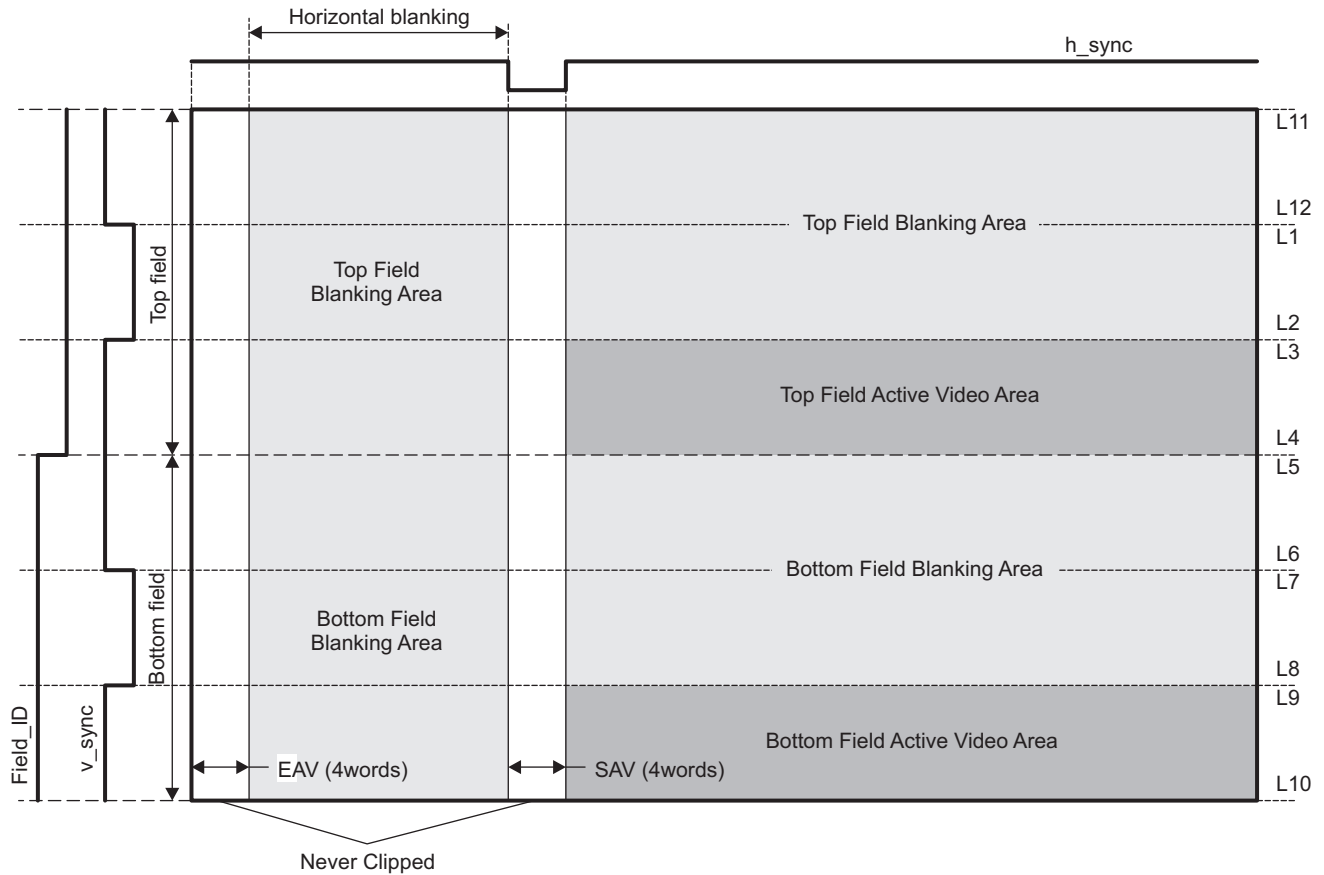 Horizontal blanking
h_sync
L11
L12
Top Field Blanking Area
L1
Top Field
Blanking Area
Top field
L2
L3
Top Field Active Video Area
L4
L5
L6
Bottom Field Blanking Area
L7
Bottom Field
Blanking Area
Bottom field
L8
L9
Field_ID
v_sync
Bottom Field Active Video Area
EAV (4words)
SAV (4words)
L10
Never Clipped